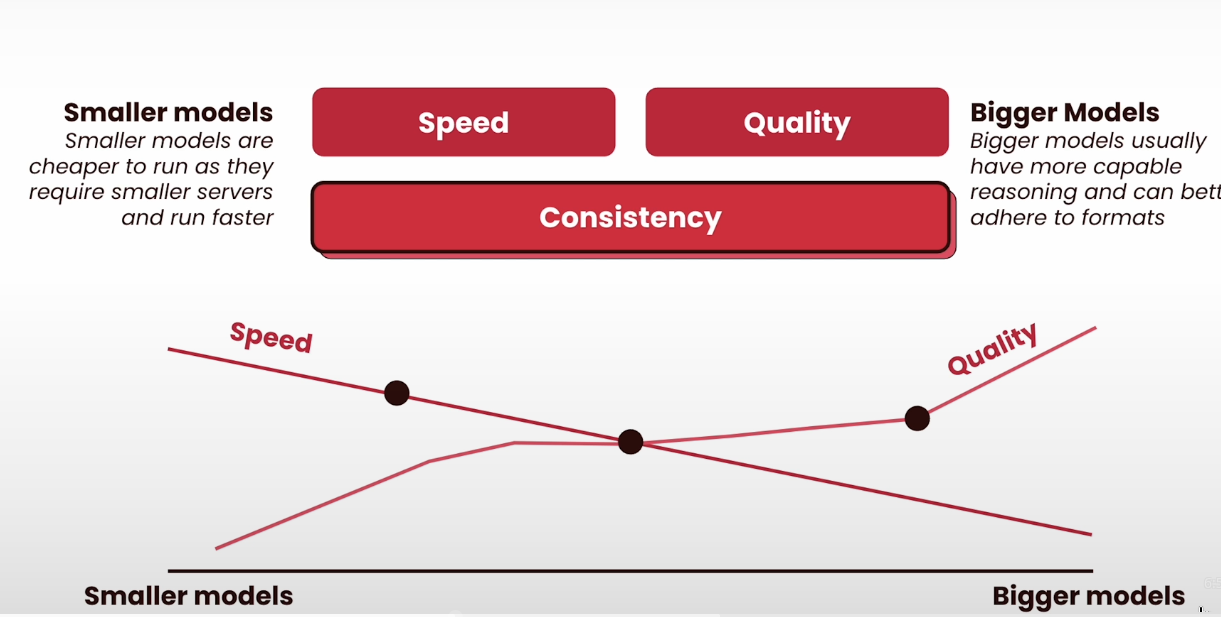 Smaller models
Smaller models are
cheaper to run as they
require smaller servers
and run faster
Speed
Quality
Consistency
Bigger Models
Bigger models usually
have more capable
reasoning and can bett
adhere to formats
Speed
Quality
Smaller models
Bigger models